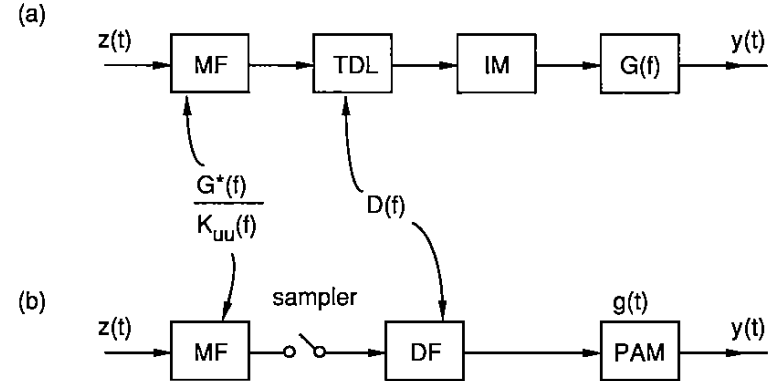 (a)
z(t) MF TDL IM G(f) y(t)
G*(f)
K_uu(f)
D(f)
sampler
(b)
g(t)
z(t) MF DF PAM y(t)